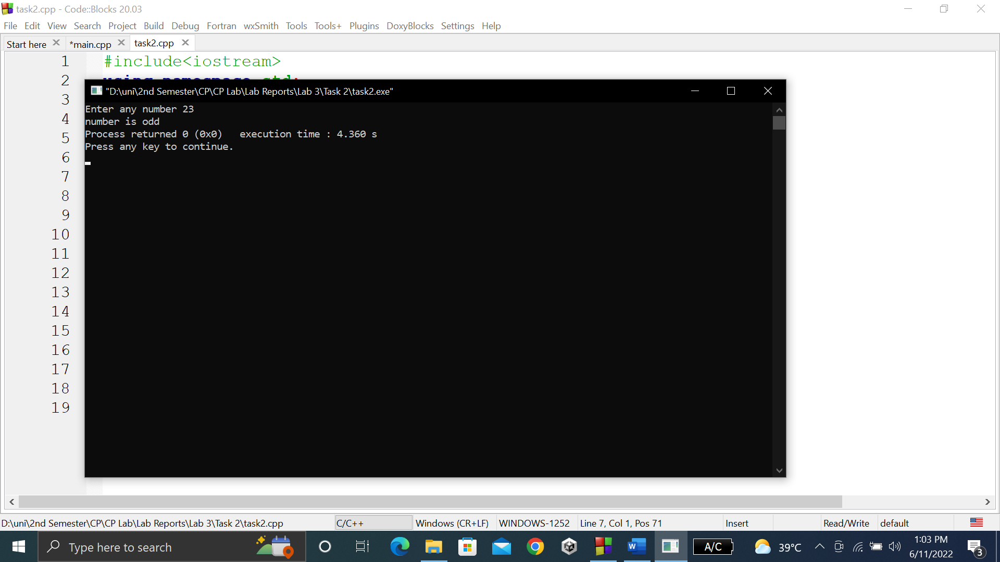 task2.cpp - Code::Blocks 20.03
File Edit View Search Project Build Debug Fortran wxSmith Tools Tools+ Plugins DoxyBlocks Settings Help
Start here *main.cpp task2.cpp
1 #include<iostream>
2 using namespace std;
"D:\uni\2nd Semester\CP\CP Lab\Lab Reports\Lab 3\Task 2\task2.exe"
3
Enter any number 23
4 number is odd
5 Process returned 0 (0x0)   execution time : 4.360 s
Press any key to continue.
6
7
8
9
10
11
12
13
14
15
16
17
18
19
D:\uni\2nd Semester\CP\CP Lab\Lab Reports\Lab 3\Task 2\task2.cpp C/C++ Windows (CR+LF) WINDOWS-1252 Line 7, Col 1, Pos 71 Insert Read/Write default
Type here to search A/C 39°C 1:03 PM
6/11/2022 3